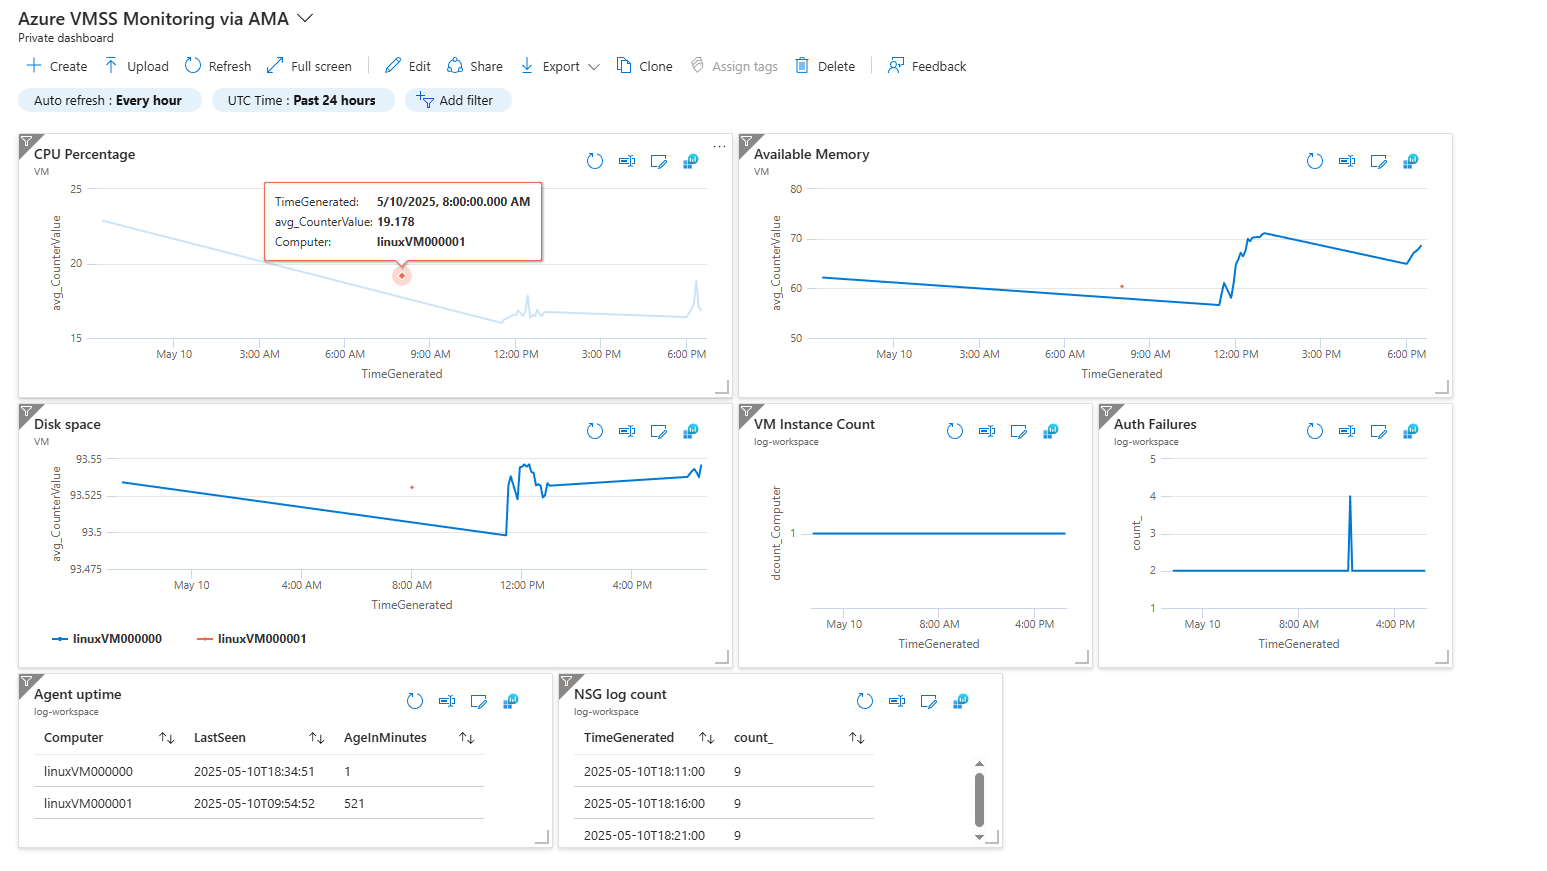 Azure VMSS Monitoring via AMA
Private dashboard
Create Upload Refresh Full screen Edit Share Export Clone Assign tags Delete Feedback
Auto refresh : Every hour UTC Time : Past 24 hours Add filter
CPU Percentage
VM
avg_CounterValue
25
20
15
TimeGenerated: 5/10/2025, 8:00:00.000 AM
avg_CounterValue: 19.178
Computer: linuxVM000001
May 10 3:00 AM 6:00 AM 9:00 AM 12:00 PM 3:00 PM 6:00 PM
TimeGenerated
Available Memory
VM
avg_CounterValue
80
70
60
50
May 10 3:00 AM 6:00 AM 9:00 AM 12:00 PM 3:00 PM 6:00 PM
TimeGenerated
Disk space
VM
avg_CounterValue
93.55
93.525
93.5
93.475
May 10 4:00 AM 8:00 AM 12:00 PM 4:00 PM
TimeGenerated
linuxVM000000 linuxVM000001
VM Instance Count
log-workspace
dcount_Computer
1
May 10 8:00 AM 4:00 PM
TimeGenerated
Auth Failures
log-workspace
count_
5
4
3
2
1
May 10 8:00 AM 4:00 PM
TimeGenerated
Agent uptime
log-workspace
Computer LastSeen AgeInMinutes
linuxVM000000 2025-05-10T18:34:51 1
linuxVM000001 2025-05-10T09:54:52 521
NSG log count
log-workspace
TimeGenerated count_
2025-05-10T18:11:00 9
2025-05-10T18:16:00 9
2025-05-10T18:21:00 9